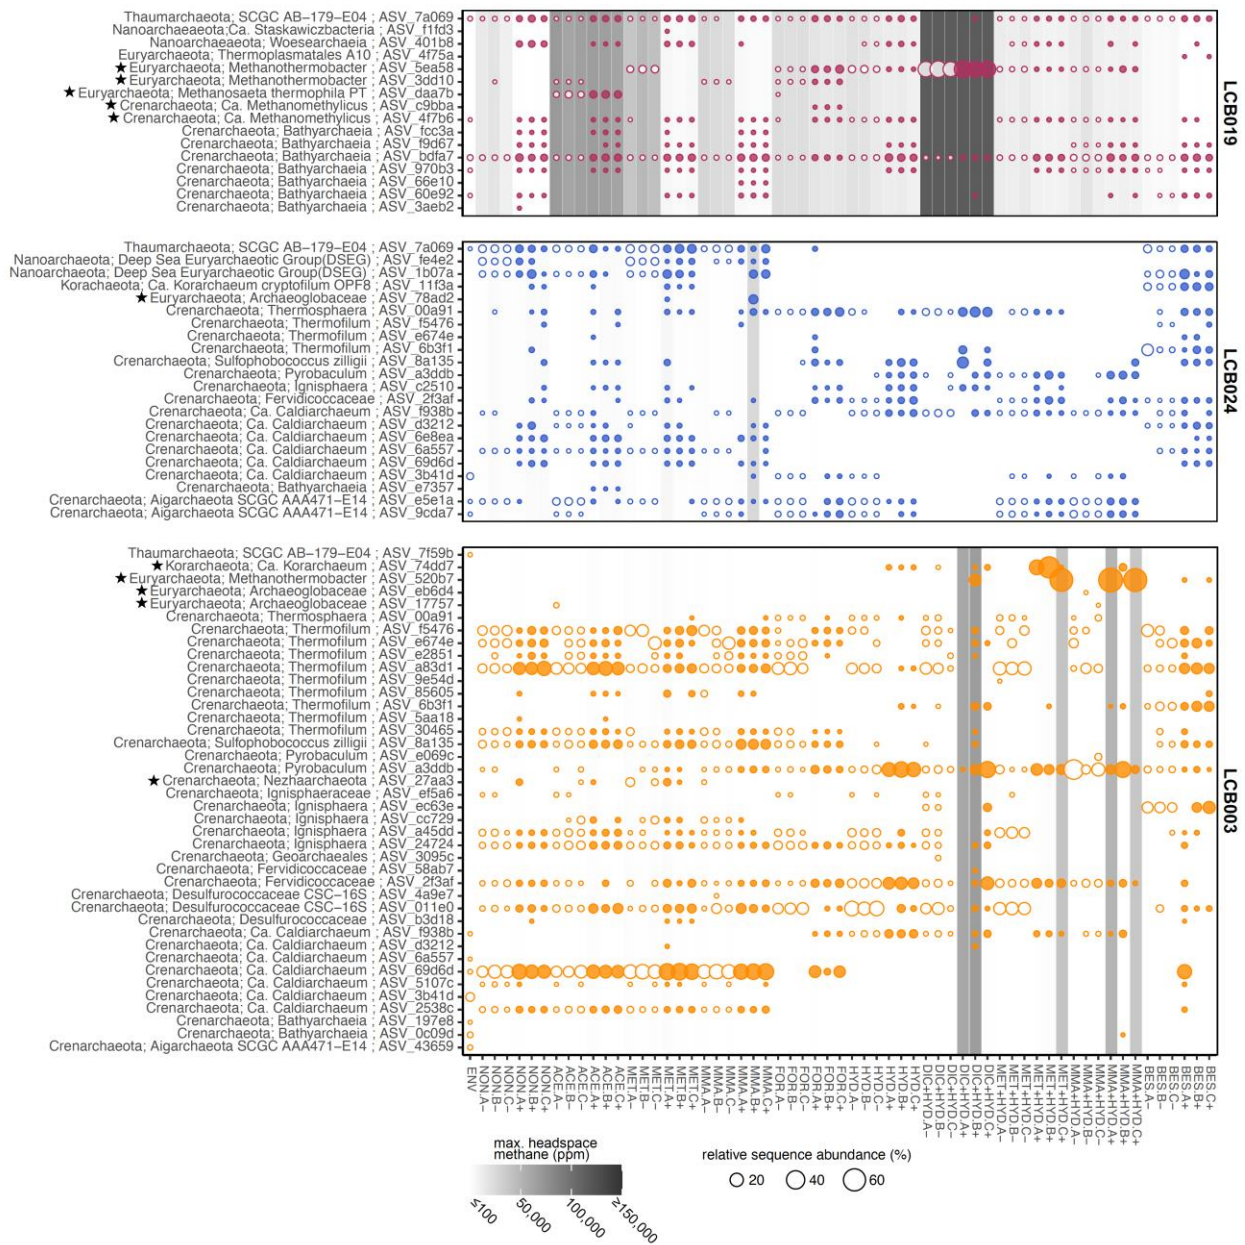 Thaumarchaeota; SCGC AB−179−E04 ; ASV_7a069
Nanoarchaeaeota;Ca. Staskawiczbacteria ; ASV_f1fd3
Nanoarchaeaeota; Woesearchaeia ; ASV_401b8
Euryarchaeota; Thermoplasmatales A10 ; ASV_4f75a
★Euryarchaeota; Methanothermobacter ; ASV_5ea58
★Euryarchaeota; Methanothermobacter ; ASV_3dd10
★Euryarchaeota; Methanosaeta thermophila PT ; ASV_daa7b
★Crenarchaeota; Ca. Methanomethylicus ; ASV_c9bba
★Crenarchaeota; Ca. Methanomethylicus ; ASV_4f7b6
Crenarchaeota; Bathyarchaeia ; ASV_fcc3a
Crenarchaeota; Bathyarchaeia ; ASV_f9d67
Crenarchaeota; Bathyarchaeia ; ASV_bdfa7
Crenarchaeota; Bathyarchaeia ; ASV_970b3
Crenarchaeota; Bathyarchaeia ; ASV_66e10
Crenarchaeota; Bathyarchaeia ; ASV_60e92
Crenarchaeota; Bathyarchaeia ; ASV_3aeb2
LCB019
Thaumarchaeota; SCGC AB−179−E04 ; ASV_7a069
Nanoarchaeota; Deep Sea Euryarchaeotic Group(DSEG) ; ASV_fe4e2
Nanoarchaeota; Deep Sea Euryarchaeotic Group(DSEG) ; ASV_1b07a
Korachaeota; Ca. Korarchaeum cryptofilum OPF8 ; ASV_11f3a
★Euryarchaeota; Archaeoglobaceae ; ASV_78ad2
Crenarchaeota; Thermosphaera ; ASV_00a91
Crenarchaeota; Thermofilum ; ASV_f5476
Crenarchaeota; Thermofilum ; ASV_e674e
Crenarchaeota; Thermofilum ; ASV_6b3f1
Crenarchaeota; Sulfophobococcus zilligii ; ASV_8a135
Crenarchaeota; Pyrobaculum ; ASV_a3ddb
Crenarchaeota; Ignisphaera ; ASV_c2510
Crenarchaeota; Fervidicoccaceae ; ASV_2f3af
Crenarchaeota; Ca. Caldiarchaeum ; ASV_f938b
Crenarchaeota; Ca. Caldiarchaeum ; ASV_d3212
Crenarchaeota; Ca. Caldiarchaeum ; ASV_6e8ea
Crenarchaeota; Ca. Caldiarchaeum ; ASV_6a557
Crenarchaeota; Ca. Caldiarchaeum ; ASV_69d6d
Crenarchaeota; Ca. Caldiarchaeum ; ASV_3b41d
Crenarchaeota; Bathyarchaeia ; ASV_e7357
Crenarchaeota; Aigarchaeota SCGC AAA471−E14 ; ASV_e5e1a
Crenarchaeota; Aigarchaeota SCGC AAA471−E14 ; ASV_9cda7
LCB024
Thaumarchaeota; SCGC AB−179−E04 ; ASV_7f59b
★Korarchaeota; Ca. Korarchaeum ; ASV_74dd7
★Euryarchaeota; Methanothermobacter ; ASV_520b7
★Euryarchaeota; Archaeoglobaceae ; ASV_eb6d4
★Euryarchaeota; Archaeoglobaceae ; ASV_17757
Crenarchaeota; Thermosphaera ; ASV_00a91
Crenarchaeota; Thermofilum ; ASV_f5476
Crenarchaeota; Thermofilum ; ASV_e674e
Crenarchaeota; Thermofilum ; ASV_e2851
Crenarchaeota; Thermofilum ; ASV_a83d1
Crenarchaeota; Thermofilum ; ASV_9e54d
Crenarchaeota; Thermofilum ; ASV_85605
Crenarchaeota; Thermofilum ; ASV_6b3f1
Crenarchaeota; Thermofilum ; ASV_5aa18
Crenarchaeota; Thermofilum ; ASV_30465
Crenarchaeota; Sulfophobococcus zilligii ; ASV_8a135
Crenarchaeota; Pyrobaculum ; ASV_e069c
Crenarchaeota; Pyrobaculum ; ASV_a3ddb
★Crenarchaeota; Nezhaarchaeota ; ASV_27aa3
Crenarchaeota; Ignisphaeraceae ; ASV_ef5a6
Crenarchaeota; Ignisphaera ; ASV_ec63e
Crenarchaeota; Ignisphaera ; ASV_cc729
Crenarchaeota; Ignisphaera ; ASV_a45dd
Crenarchaeota; Ignisphaera ; ASV_24724
Crenarchaeota; Geoarchaeales ; ASV_3095c
Crenarchaeota; Fervidicoccaceae ; ASV_58ab7
Crenarchaeota; Fervidicoccaceae ; ASV_2f3af
Crenarchaeota; Desulfurococcaceae CSC−16S ; ASV_4a9e7
Crenarchaeota; Desulfurococcaceae CSC−16S ; ASV_011e0
Crenarchaeota; Desulfurococcaceae ; ASV_b3d18
Crenarchaeota; Ca. Caldiarchaeum ; ASV_f938b
Crenarchaeota; Ca. Caldiarchaeum ; ASV_d3212
Crenarchaeota; Ca. Caldiarchaeum ; ASV_6a557
Crenarchaeota; Ca. Caldiarchaeum ; ASV_69d6d
Crenarchaeota; Ca. Caldiarchaeum ; ASV_5107c
Crenarchaeota; Ca. Caldiarchaeum ; ASV_3b41d
Crenarchaeota; Ca. Caldiarchaeum ; ASV_2538c
Crenarchaeota; Bathyarchaeia ; ASV_197e8
Crenarchaeota; Bathyarchaeia ; ASV_0c09d
Crenarchaeota; Aigarchaeota SCGC AAA471−E14 ; ASV_43659
LCB003
ENV
NON.A−
NON.B−
NON.C−
NON.A+
NON.B+
NON.C+
ACE.A−
ACE.B−
ACE.C−
ACE.A+
ACE.B+
ACE.C+
MET.A−
MET.B−
MET.C−
MET.A+
MET.B+
MET.C+
MMA.A−
MMA.B−
MMA.C−
MMA.A+
MMA.B+
MMA.C+
FOR.A−
FOR.B−
FOR.C−
FOR.A+
FOR.B+
FOR.C+
HYD.A−
HYD.B−
HYD.C−
HYD.A+
HYD.B+
HYD.C+
DIC+HYD.A−
DIC+HYD.B−
DIC+HYD.C−
DIC+HYD.A+
DIC+HYD.B+
DIC+HYD.C+
MET+HYD.A−
MET+HYD.B−
MET+HYD.C−
MET+HYD.A+
MET+HYD.B+
MET+HYD.C+
MMA+HYD.A−
MMA+HYD.B−
MMA+HYD.C−
MMA+HYD.A+
MMA+HYD.B+
MMA+HYD.C+
BES.A−
BES.B−
BES.C−
BES.A+
BES.B+
BES.C+
max. headspace
methane (ppm)
≤100
50,000
100,000
≥150,000
relative sequence abundance (%)
20
40
60